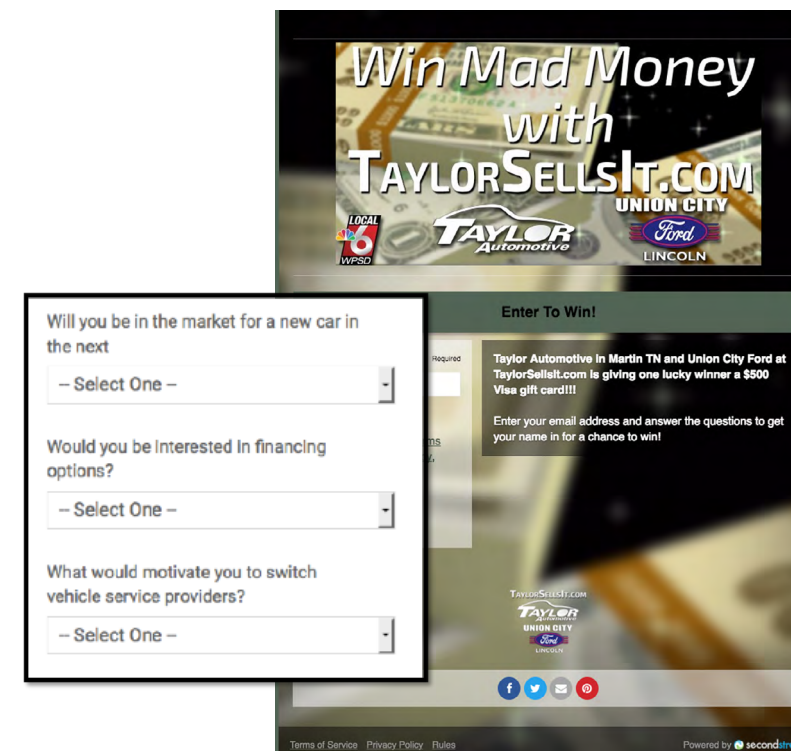 Win Mad Money
with
TAYLORSELLSIT.COM
LOCAL
6
WPSD
TAYLOR
Automotive
UNION CITY
Ford
LINCOLN
Enter To Win!
Required
Taylor Automotive in Martin TN and Union City Ford at
TaylorSellsIt.com is giving one lucky winner a $500
Visa gift card!!!
Enter your email address and answer the questions to get
your name in for a chance to win!
Will you be in the market for a new car in
the next
-- Select One --
Would you be interested in financing
options?
-- Select One --
What would motivate you to switch
vehicle service providers?
-- Select One --
TAYLORSELLSIT.COM
TAYLOR
Automotive
UNION CITY
Ford
LINCOLN
Terms of Service Privacy Policy Rules
Powered by